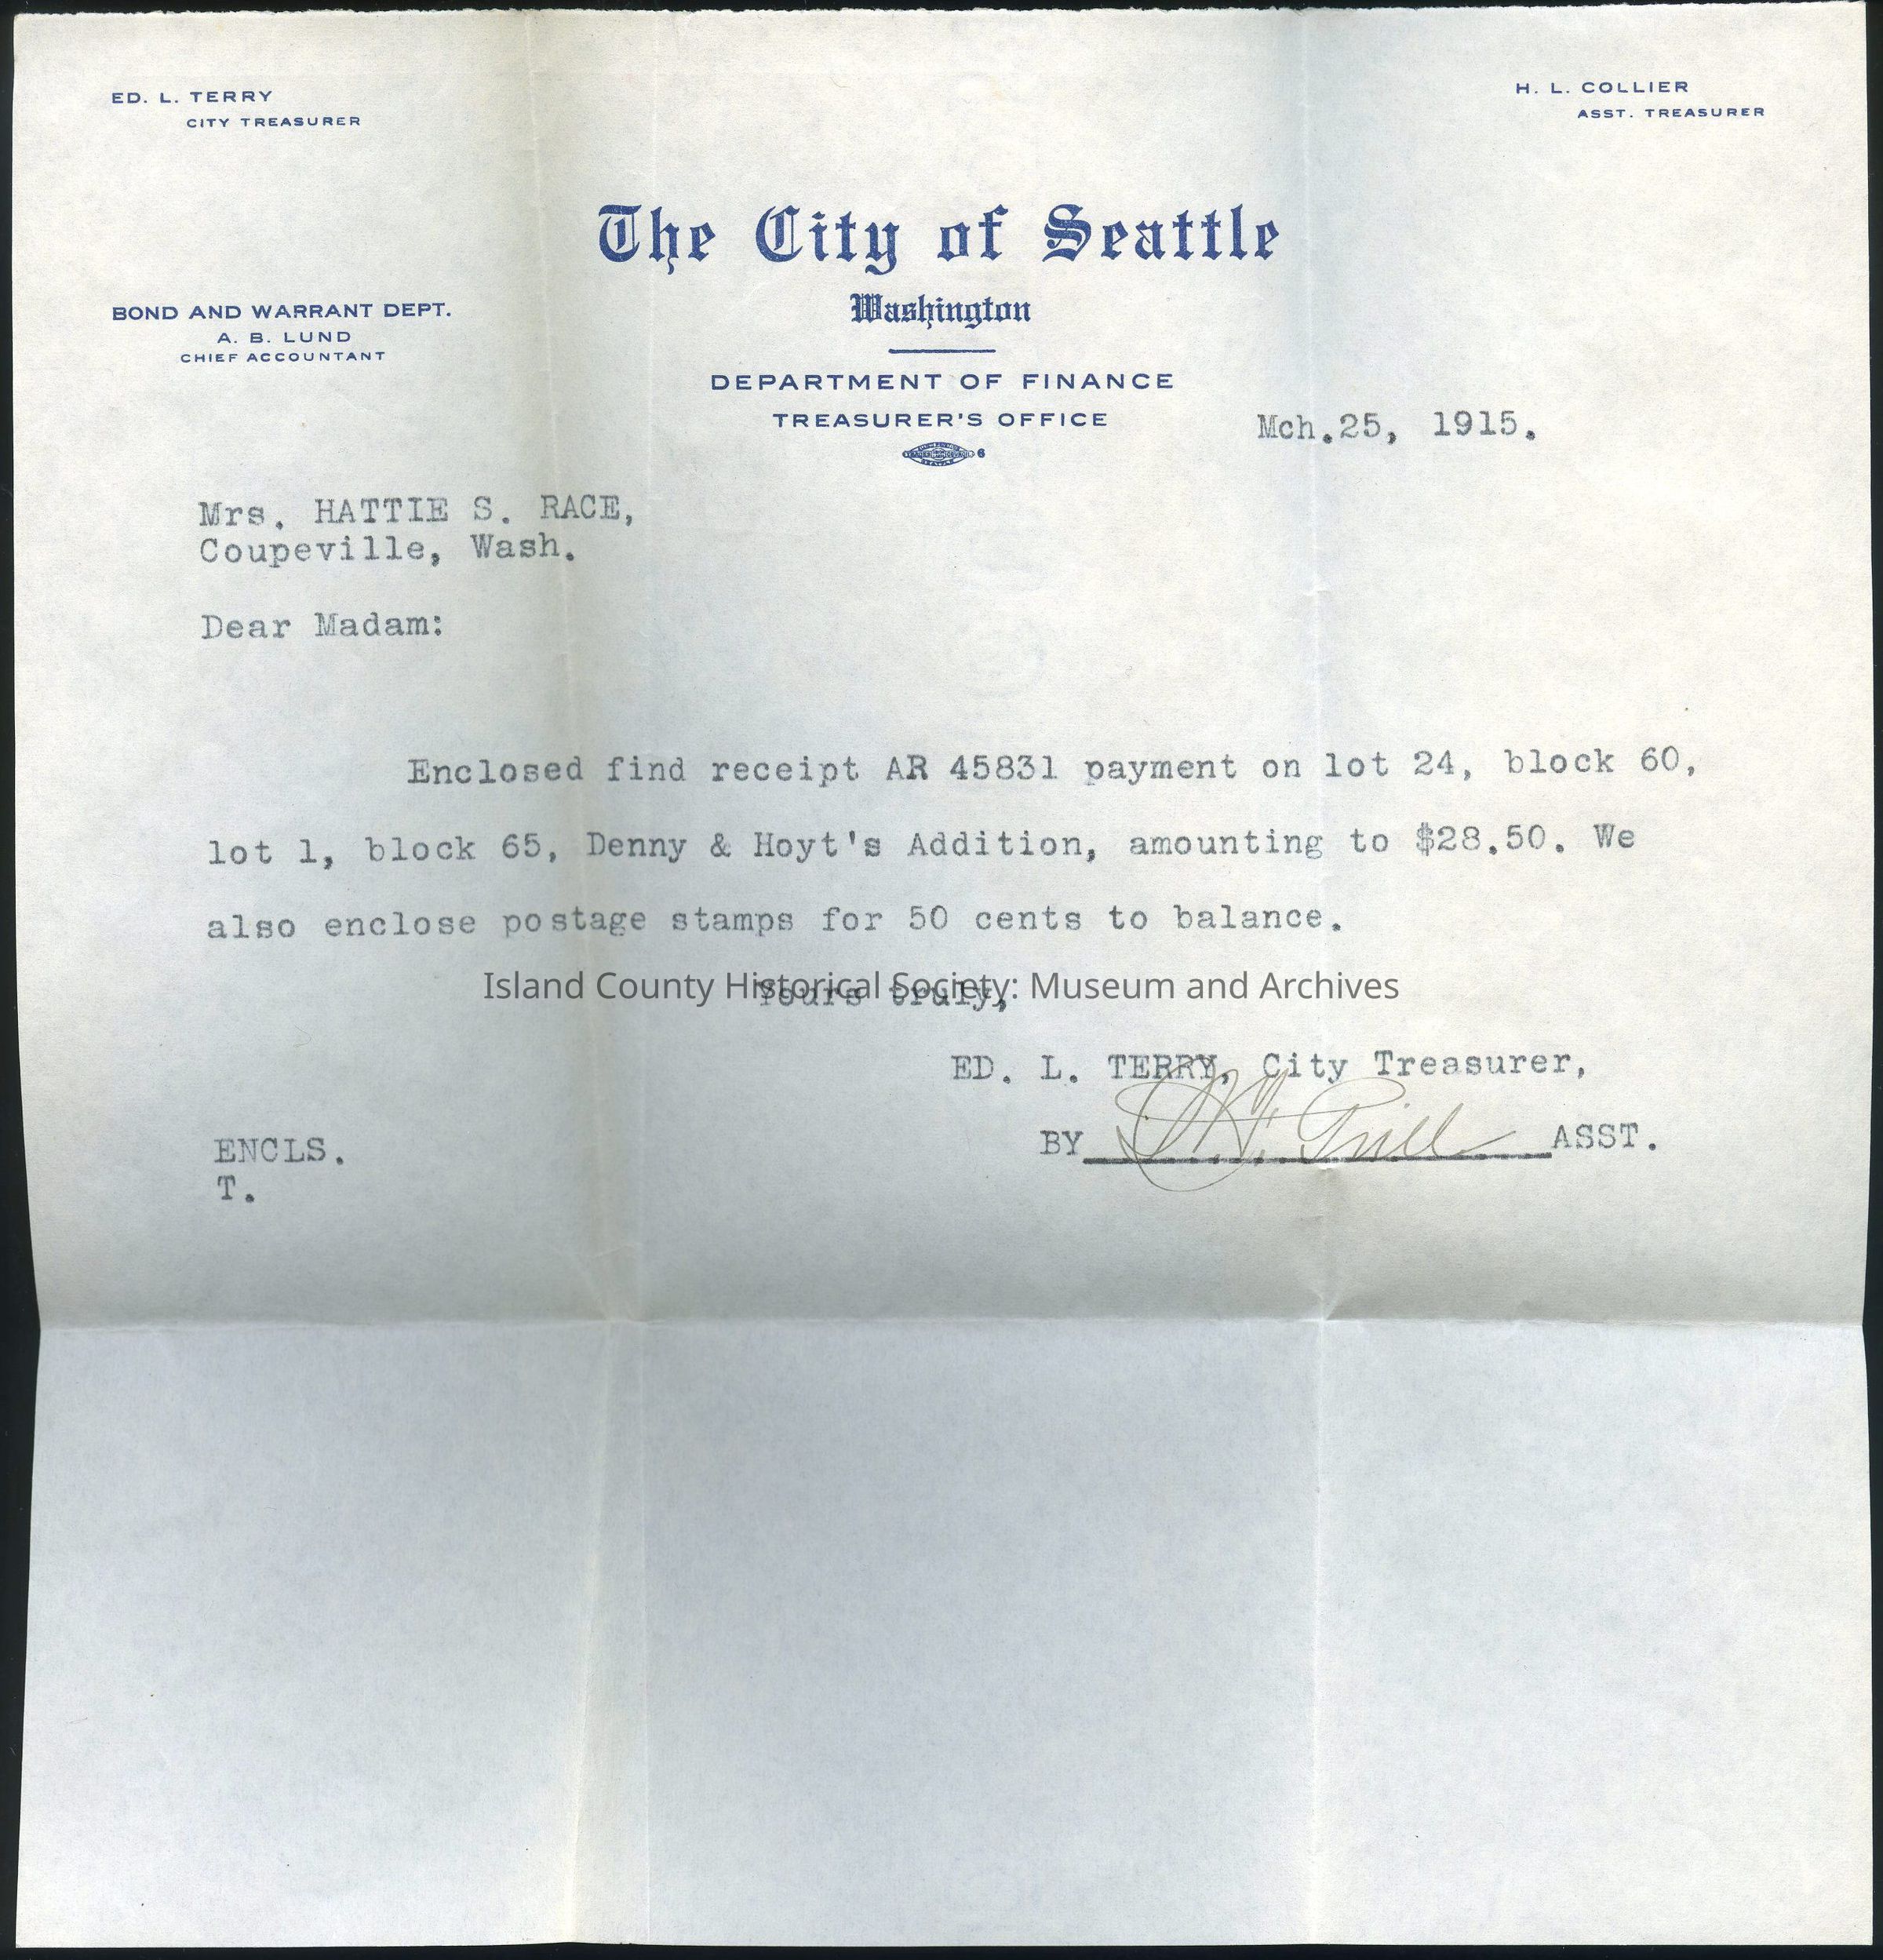 ED. L. TERRY
CITY TREASURER
H. L. COLLIER
ASST. TREASURER
The City of Seattle
Washington
BOND AND WARRANT DEPT.
A. B. LUND
CHIEF ACCOUNTANT
DEPARTMENT OF FINANCE
TREASURER'S OFFICE
6
Mch.25, 1915.
Mrs. HATTIE S. RACE,
Coupeville, Wash.
Dear Madam:
Enclosed find receipt AR 45831 payment on lot 24, block 60,
lot 1, block 65, Denny & Hoyt's Addition, amounting to $28.50. We
also enclose postage stamps for 50 cents to balance.
Island County Historical Society: Museum and Archives
Yours truly,
ED. L. TERRY, City Treasurer,
BY ASST.
ENCLS.
T.